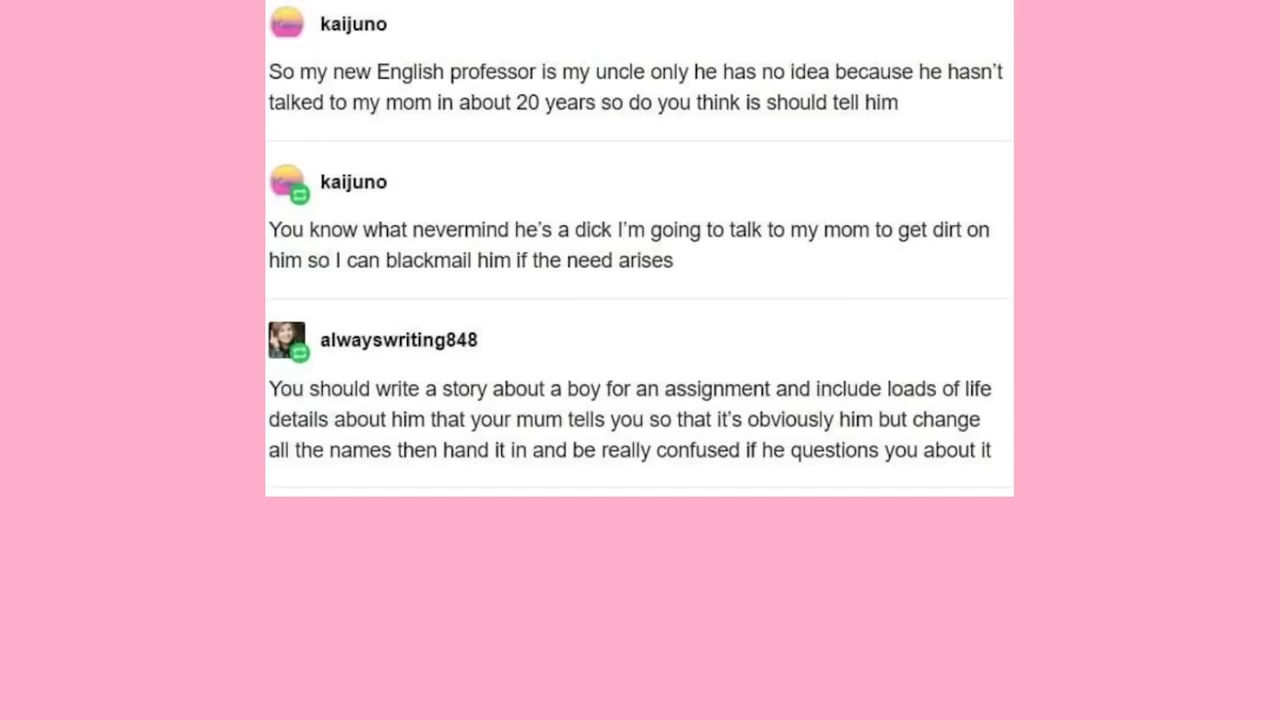 kaijuno
So my new English professor is my uncle only he has no idea because he hasn't
talked to my mom in about 20 years so do you think is should tell him
kaijuno
You know what nevermind he's a dick I'm going to talk to my mom to get dirt on
him so I can blackmail him if the need arises
alwayswriting848
You should write a story about a boy for an assignment and include loads of life
details about him that your mum tells you so that it's obviously him but change
all the names then hand it in and be really confused if he questions you about it